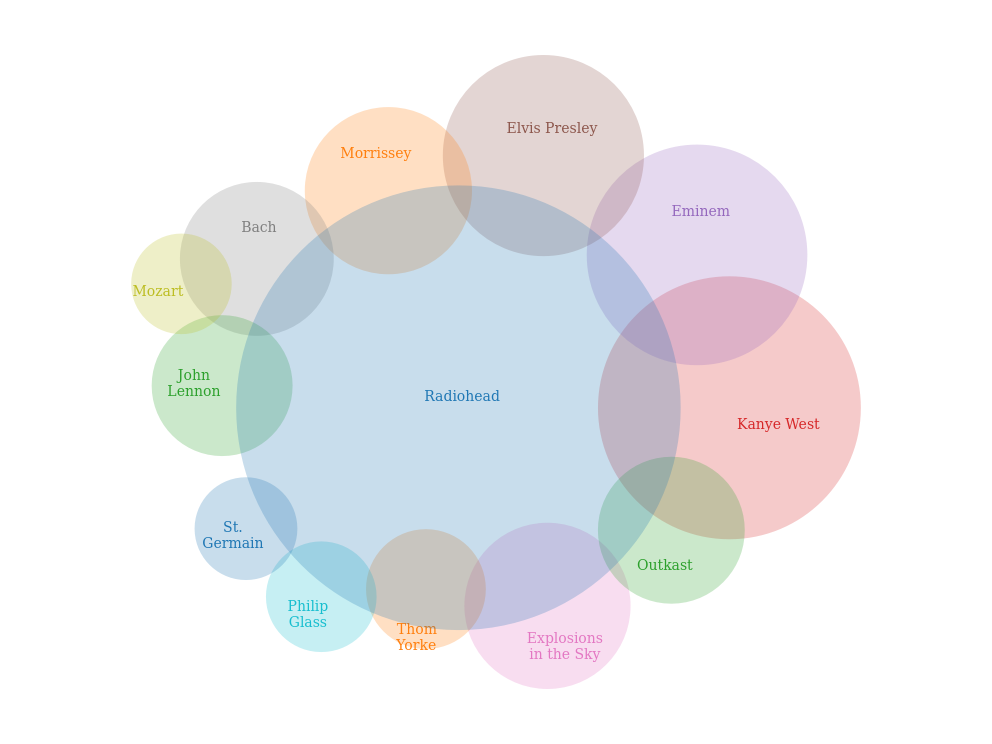 Elvis Presley
Morrissey
Eminem
Bach
Mozart
John
Lennon
Radiohead
Kanye West
St.
Germain
Outkast
Philip
Glass
Thom
Yorke
Explosions
in the Sky